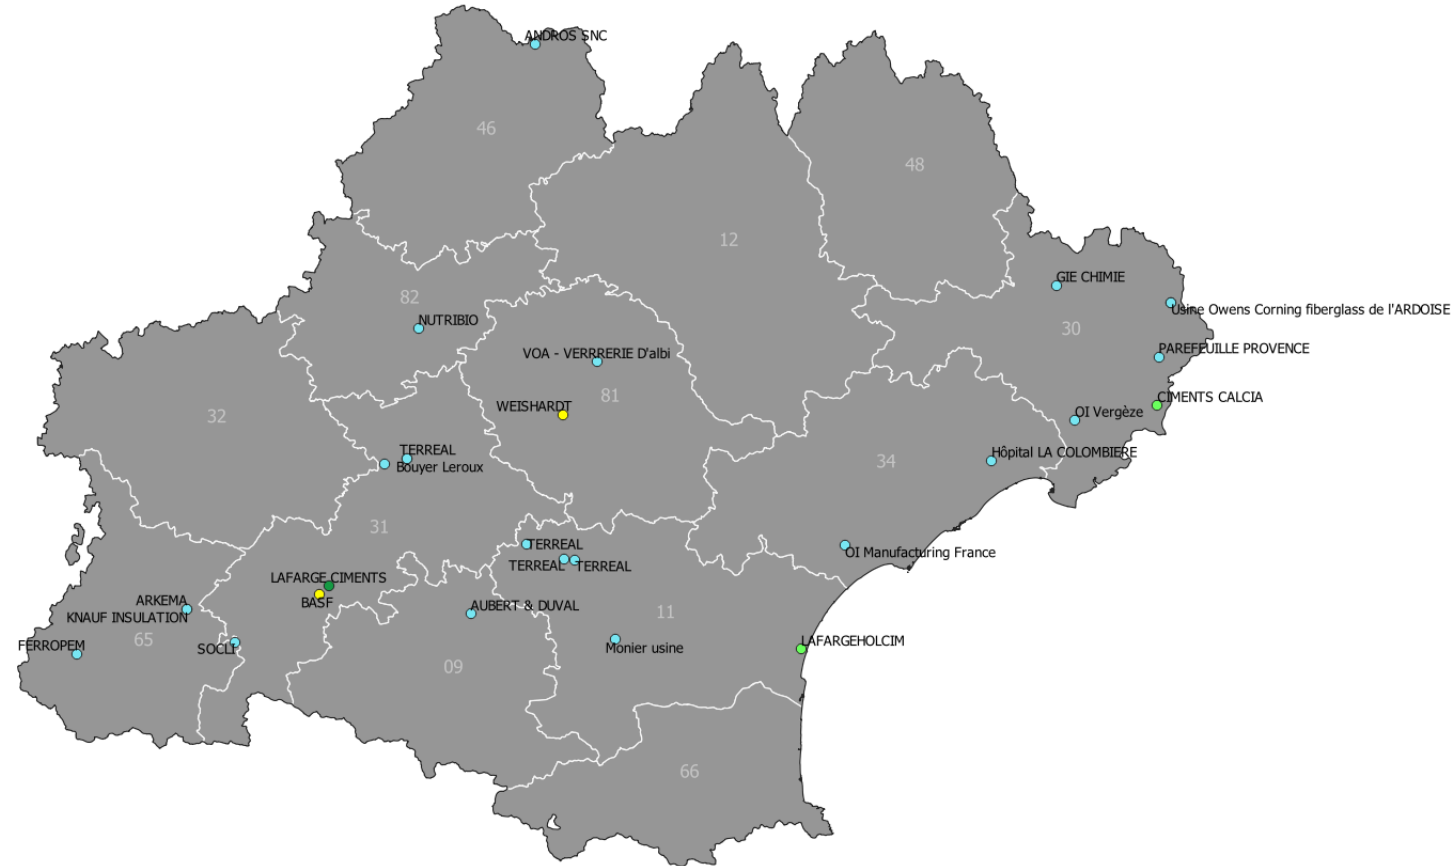 ANDROS SNC
46
48
12
GIE CHIMIE
82
Usine Owens Corning fiberglass de l'ARDOISE
NUTRIBIO
30
PAREFEUILLE PROVENCE
VOA - VERRRERIE D'albi
81
CIMENTS CALCIA
WEISHARDT
OI Vergèze
32
TERREAL
Hôpital LA COLOMBIERE
34
Bouyer Leroux
31
TERREAL
OI Manufacturing France
TERREAL
TERREAL
LAFARGE CIMENTS
ARKEMA
BASF
AUBERT & DUVAL
11
KNAUF INSULATION
65
LAFARGEHOLCIM
FERROPEM
SOCLI
Monier usine
09
66